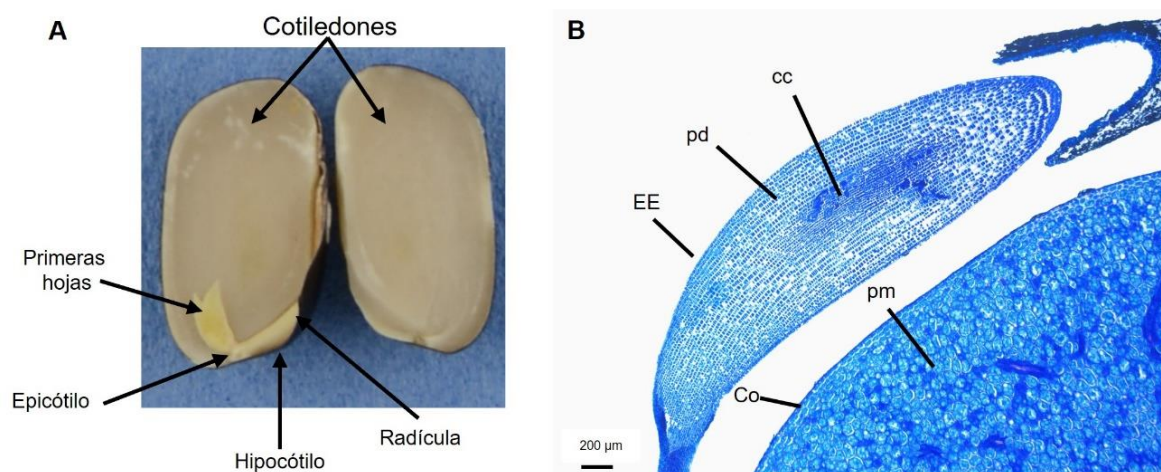 A
Cotiledones
Primeras
hojas
Epicótilo
Hipocótilo
Radícula
B
cc
pd
EE
pm
Co
200 µm